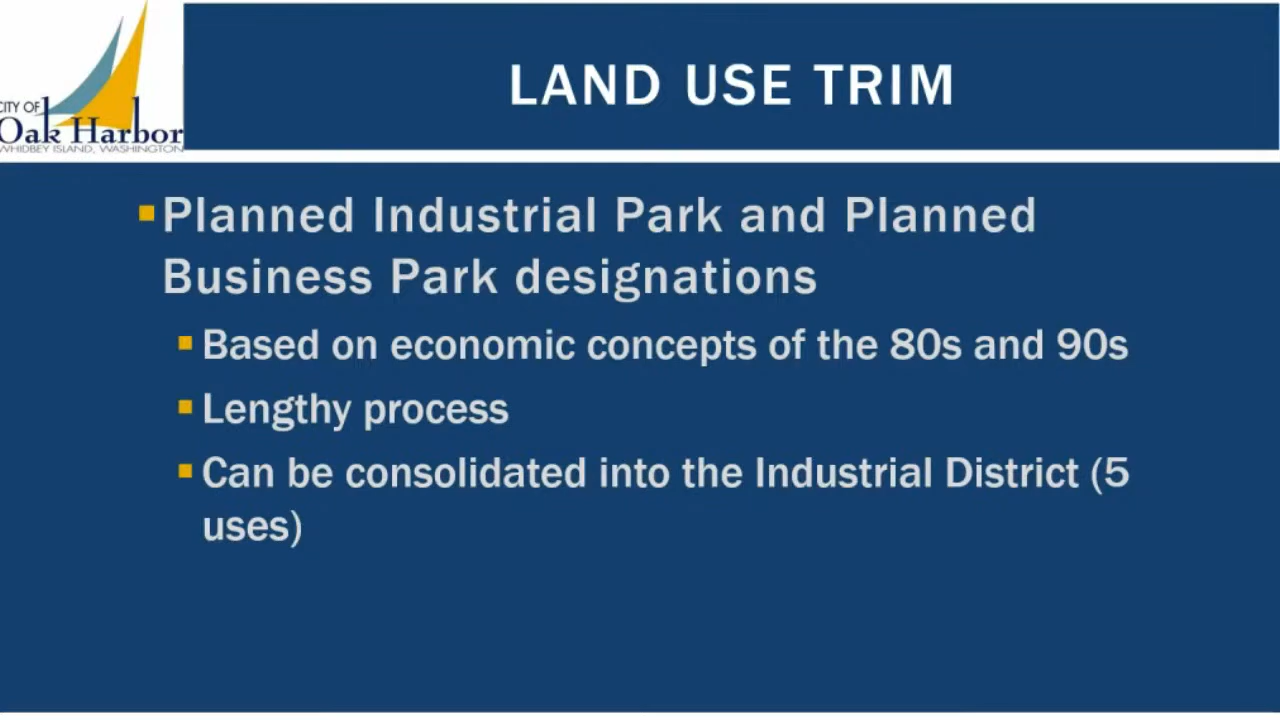 CITY OF
Oak Harbor
WHIDBEY ISLAND, WASHINGTON
LAND USE TRIM
Planned Industrial Park and Planned
Business Park designations
Based on economic concepts of the 80s and 90s
Lengthy process
Can be consolidated into the Industrial District (5
uses)